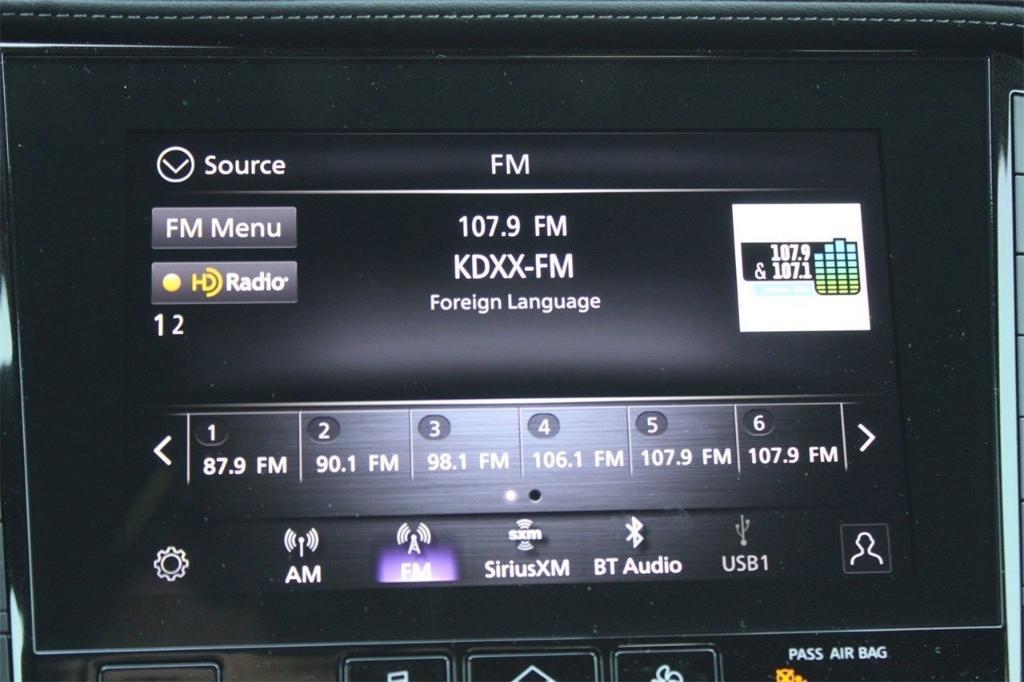 Source
FM
FM Menu
107.9 FM
KDXX-FM
Foreign Language
HD Radio
1 2
107.9
& 107.1
1
2
3
4
5
6
87.9 FM
90.1 FM
98.1 FM
106.1 FM
107.9 FM
107.9 FM
AM
FM
sxm
SiriusXM
BT Audio
USB1
PASS AIR BAG